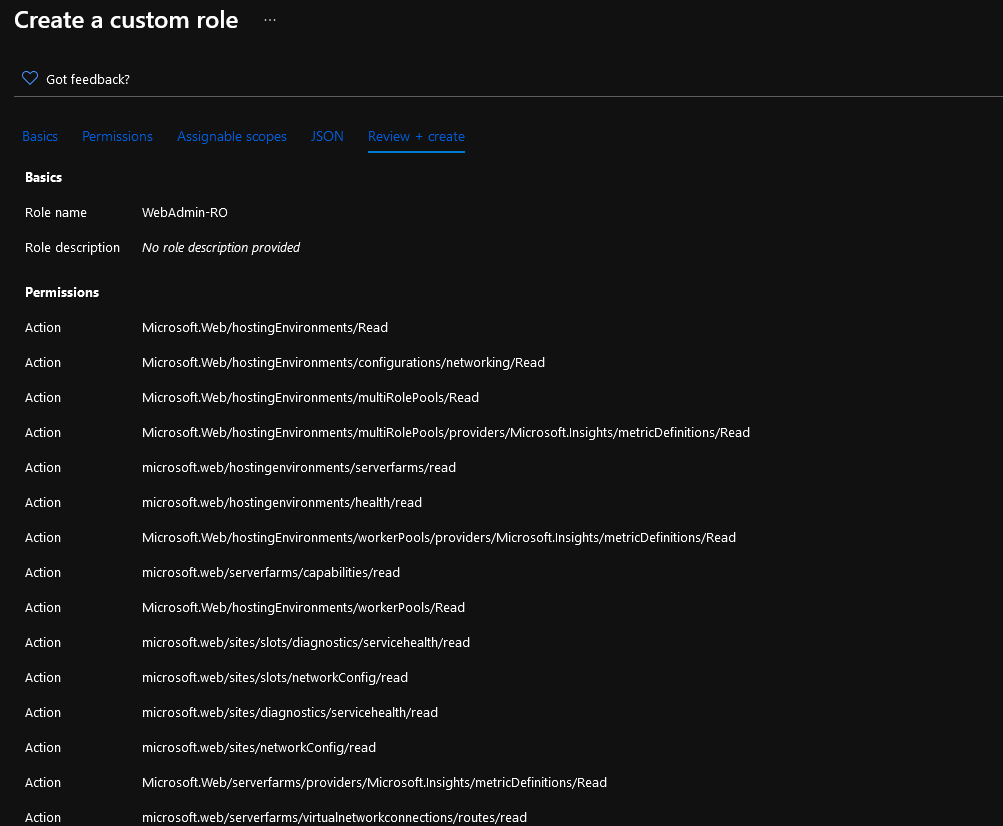 Create a custom role ...
Got feedback?
Basics Permissions Assignable scopes JSON Review + create
Basics
Role name WebAdmin-RO
Role description No role description provided
Permissions
Action Microsoft.Web/hostingEnvironments/Read
Action Microsoft.Web/hostingEnvironments/configurations/networking/Read
Action Microsoft.Web/hostingEnvironments/multiRolePools/Read
Action Microsoft.Web/hostingEnvironments/multiRolePools/providers/Microsoft.Insights/metricDefinitions/Read
Action microsoft.web/hostingenvironments/serverfarms/read
Action microsoft.web/hostingenvironments/health/read
Action Microsoft.Web/hostingEnvironments/workerPools/providers/Microsoft.Insights/metricDefinitions/Read
Action microsoft.web/serverfarms/capabilities/read
Action Microsoft.Web/hostingEnvironments/workerPools/Read
Action microsoft.web/sites/slots/diagnostics/servicehealth/read
Action microsoft.web/sites/slots/networkConfig/read
Action microsoft.web/sites/diagnostics/servicehealth/read
Action microsoft.web/sites/networkConfig/read
Action Microsoft.Web/serverfarms/providers/Microsoft.Insights/metricDefinitions/Read
Action microsoft.web/serverfarms/virtualnetworkconnections/routes/read